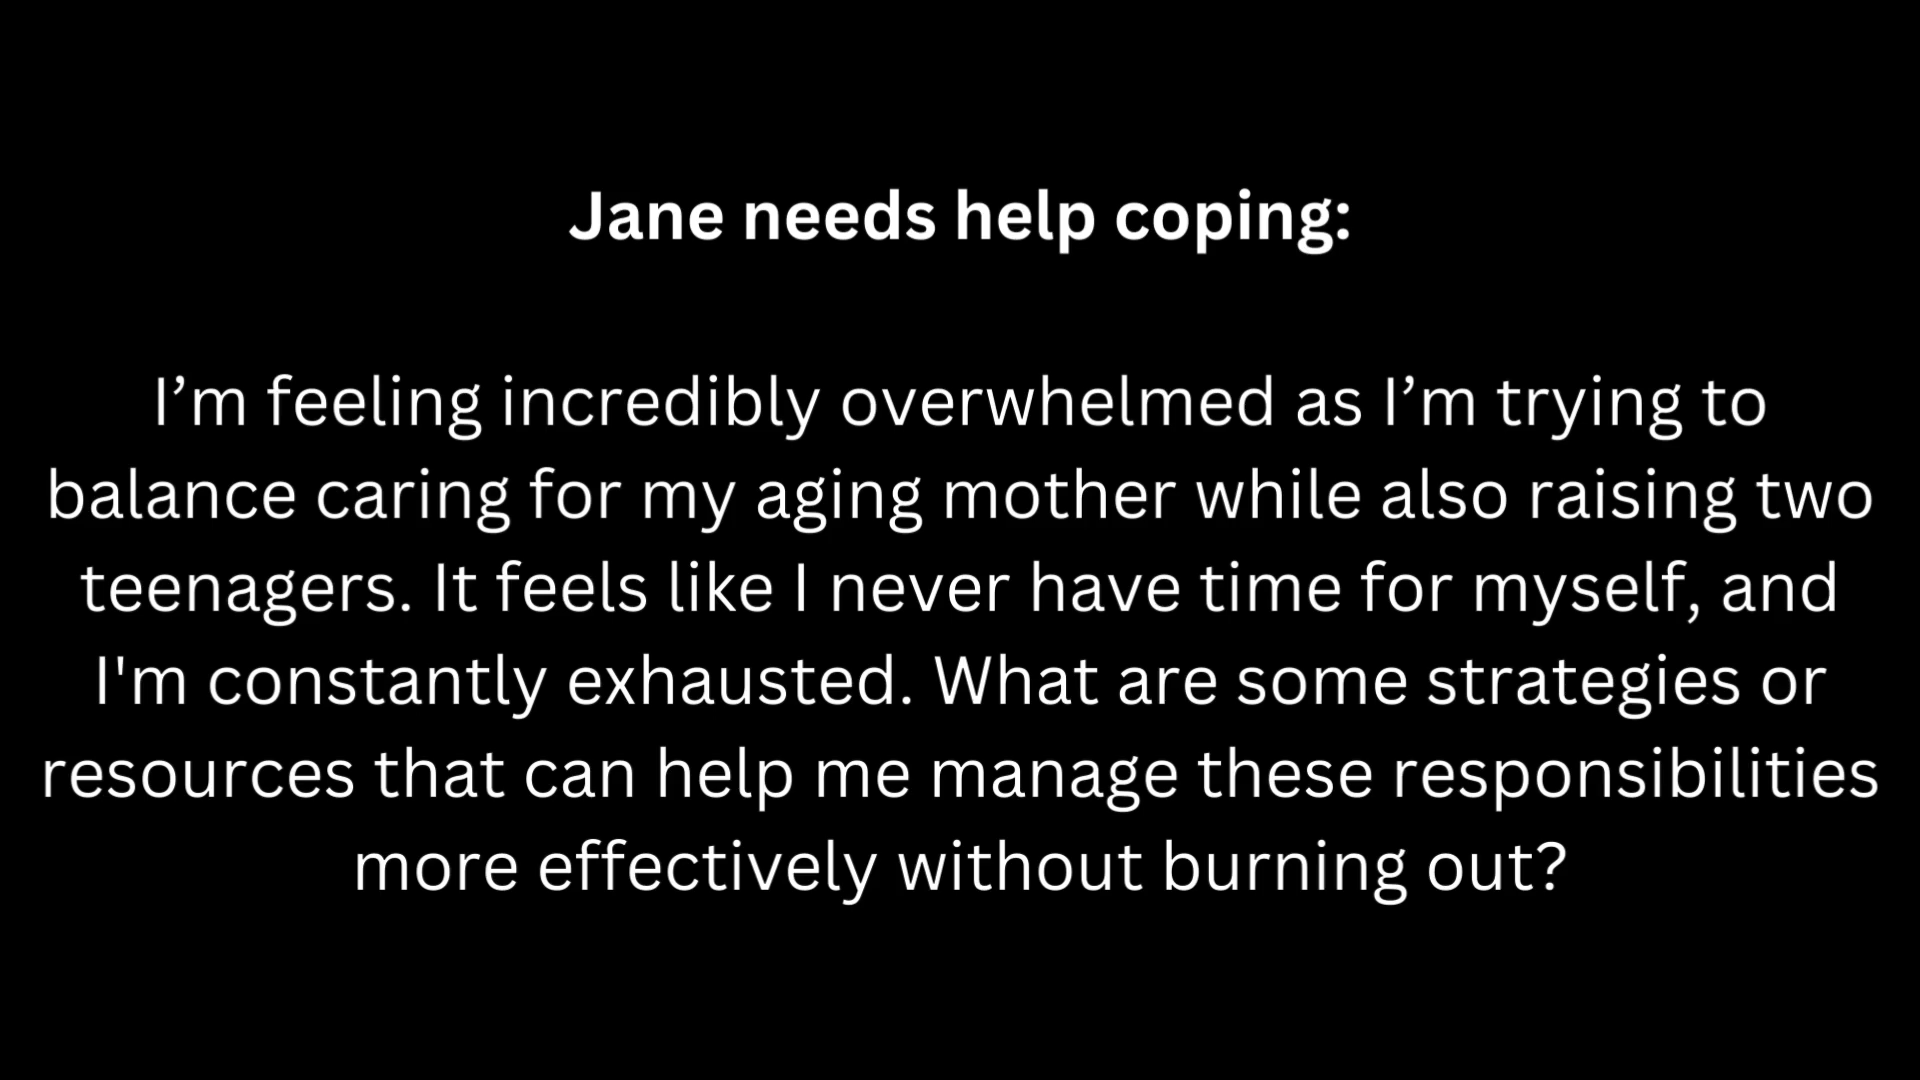 Jane needs help coping:
I’m feeling incredibly overwhelmed as I’m trying to
balance caring for my aging mother while also raising two
teenagers. It feels like I never have time for myself, and
I'm constantly exhausted. What are some strategies or
resources that can help me manage these responsibilities
more effectively without burning out?